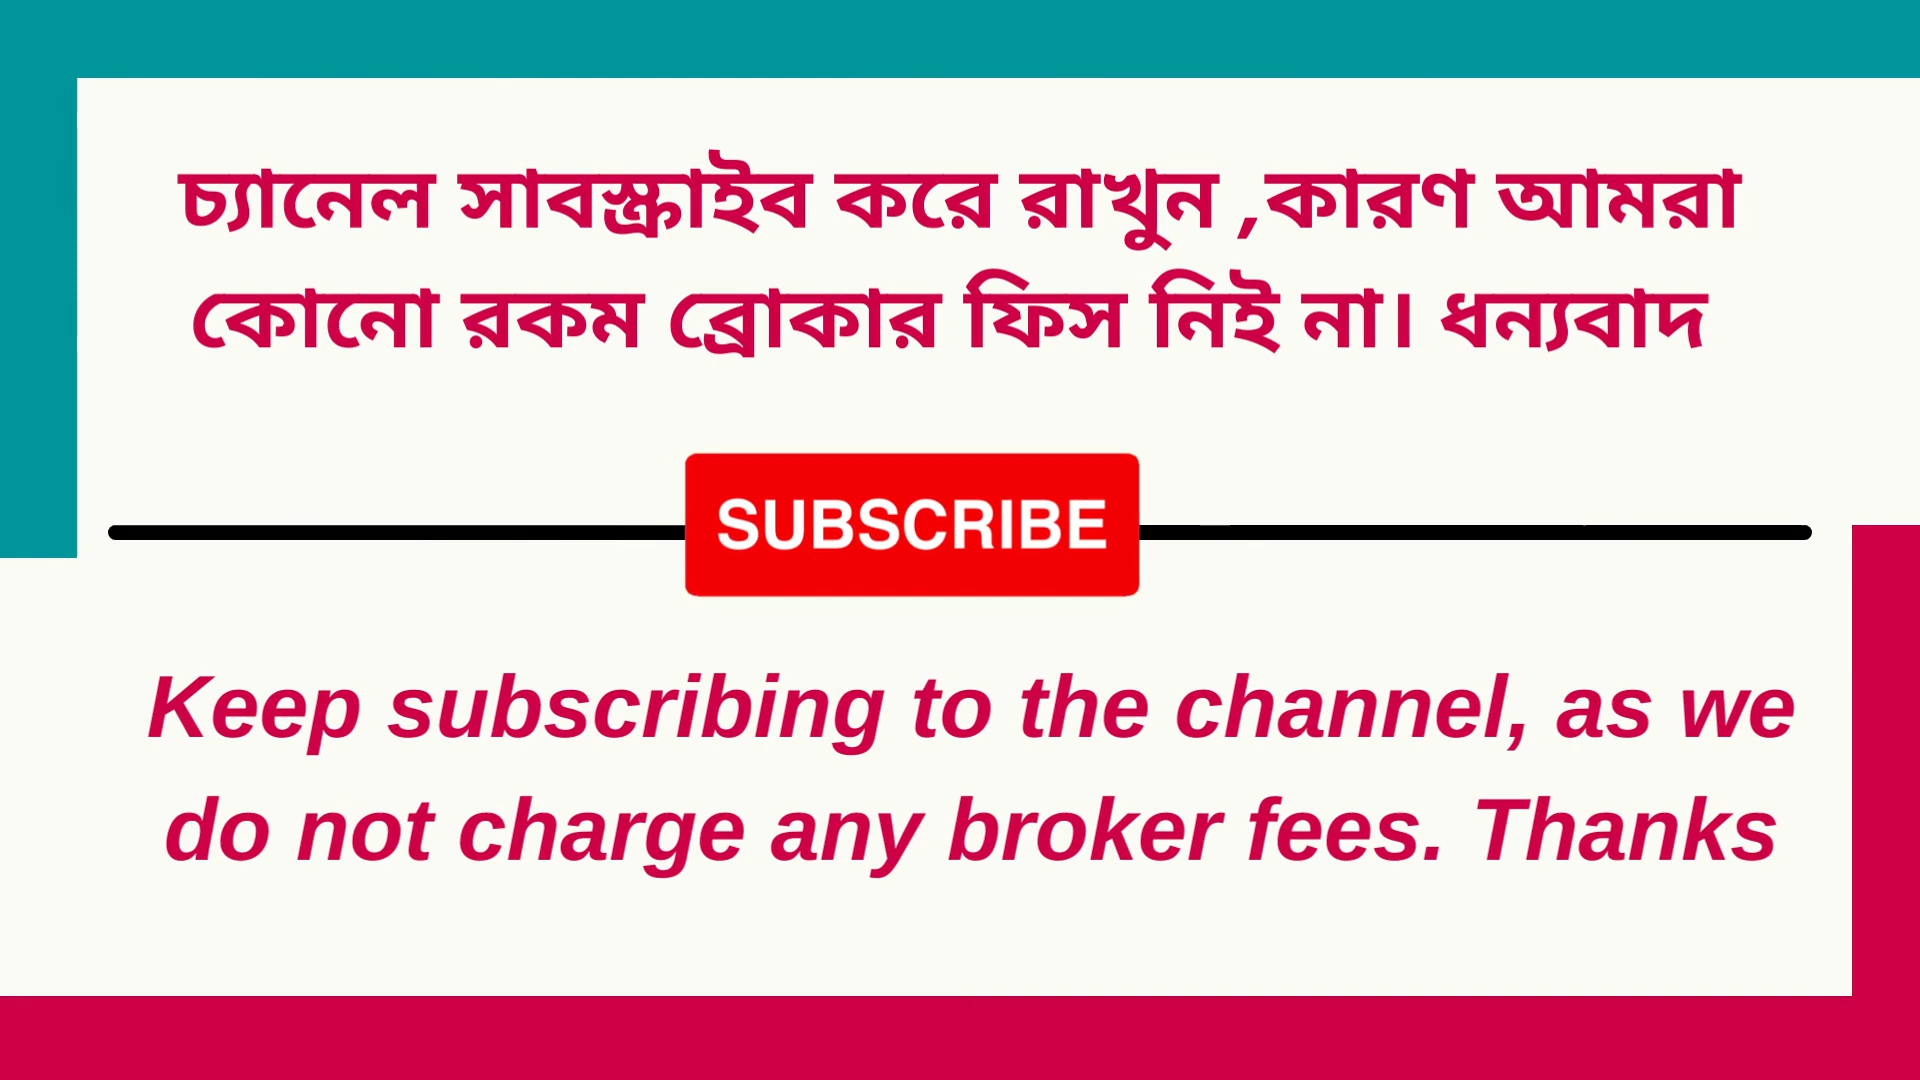 চ্যানেল সাবস্ক্রাইব করে রাখুন ,কারণ আমরা
কোনো রকম ব্রোকার ফিস নিই না। ধন্যবাদ
SUBSCRIBE
Keep subscribing to the channel, as we
do not charge any broker fees. Thanks